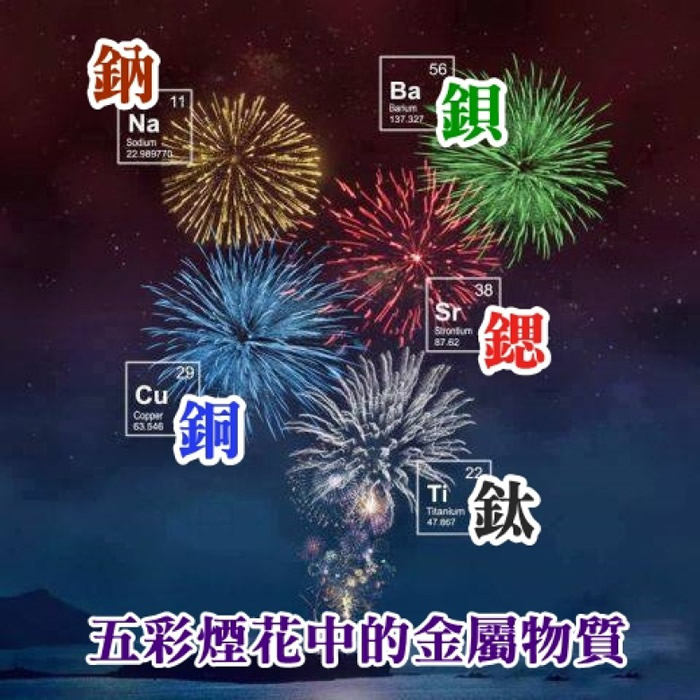 鈉
11
Na
Sodium
22.989770
56
Ba
Barium
137.327
鋇
38
Sr
Strontium
87.62
鍶
29
Cu
Copper
63.546
銅
22
Ti
Titanium
47.867
鈦
五彩煙花中的金屬物質